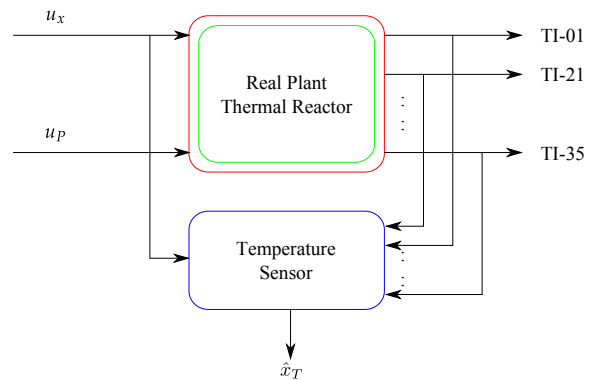 u_x
TI-01
Real Plant
Thermal Reactor
TI-21
u_P
TI-35
Temperature
Sensor
x̂_T